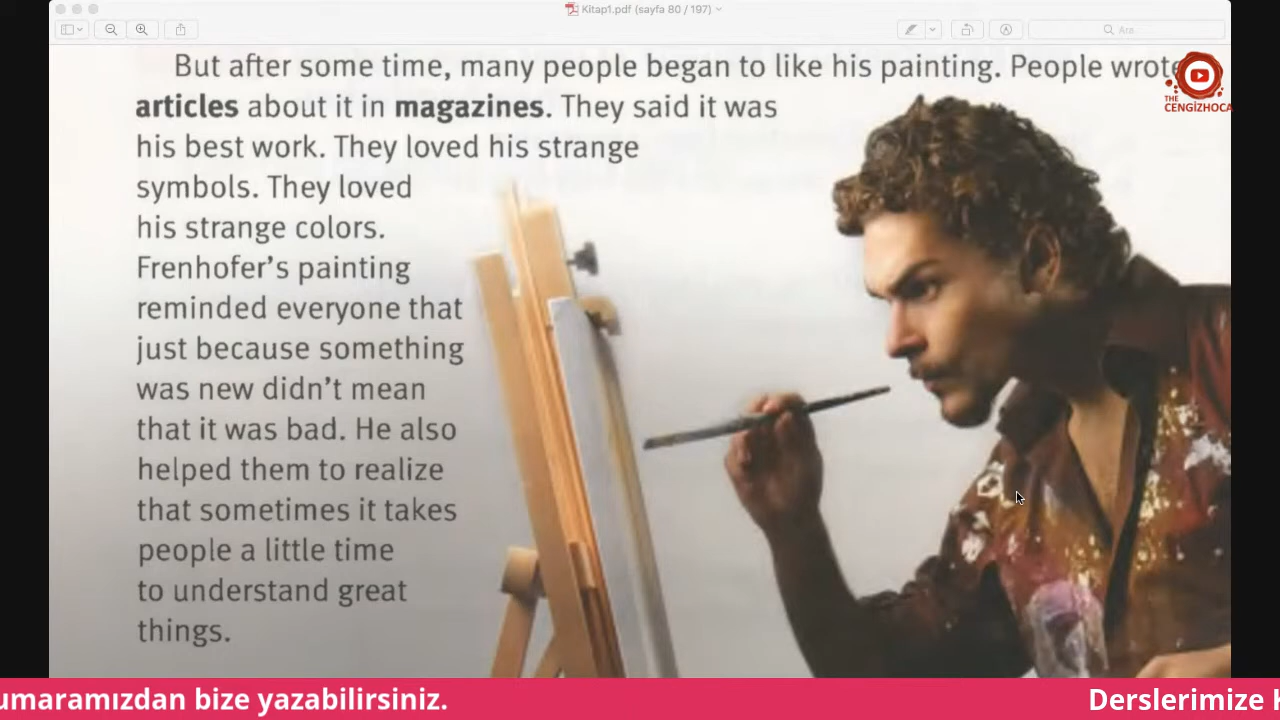 Kitap1.pdf (sayfa 80 / 197)
Ara
But after some time, many people began to like his painting. People wrote
articles about it in magazines. They said it was
his best work. They loved his strange
symbols. They loved
his strange colors.
Frenhofer's painting
reminded everyone that
just because something
was new didn't mean
that it was bad. He also
helped them to realize
that sometimes it takes
people a little time
to understand great
things.
THE
CENGİZHOCA
umaramızdan bize yazabilirsiniz.
Derslerimize